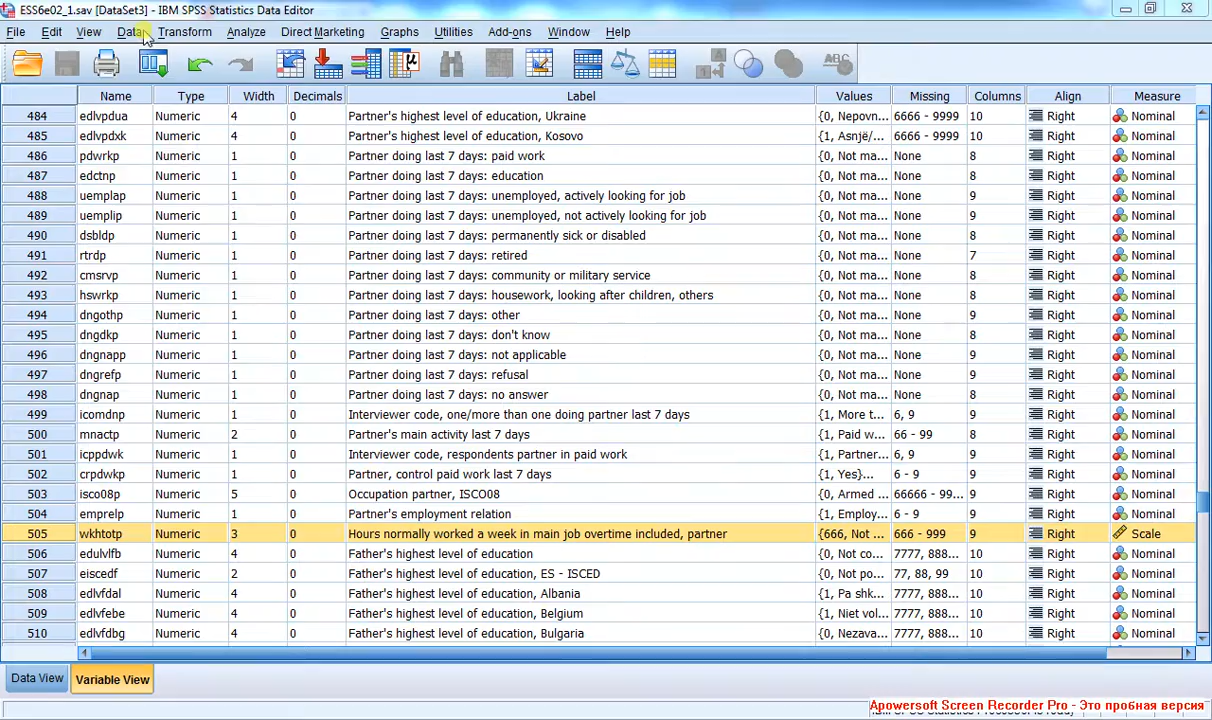 ESS6e02_1.sav [DataSet3] - IBM SPSS Statistics Data Editor
File Edit View Data Transform Analyze Direct Marketing Graphs Utilities Add-ons Window Help
Name Type Width Decimals Label Values Missing Columns Align Measure
484 edlvpdua Numeric 4 0 Partner's highest level of education, Ukraine {0, Nepovn... 6666 - 9999 10 Right Nominal
485 edlvpdxk Numeric 4 0 Partner's highest level of education, Kosovo {1, Asnjë/... 6666 - 9999 10 Right Nominal
486 pdwrkp Numeric 1 0 Partner doing last 7 days: paid work {0, Not ma... None 8 Right Nominal
487 edctnp Numeric 1 0 Partner doing last 7 days: education {0, Not ma... None 8 Right Nominal
488 uemplap Numeric 1 0 Partner doing last 7 days: unemployed, actively looking for job {0, Not ma... None 9 Right Nominal
489 uemplip Numeric 1 0 Partner doing last 7 days: unemployed, not actively looking for job {0, Not ma... None 9 Right Nominal
490 dsbldp Numeric 1 0 Partner doing last 7 days: permanently sick or disabled {0, Not ma... None 8 Right Nominal
491 rtrdp Numeric 1 0 Partner doing last 7 days: retired {0, Not ma... None 7 Right Nominal
492 cmsrvp Numeric 1 0 Partner doing last 7 days: community or military service {0, Not ma... None 8 Right Nominal
493 hswrkp Numeric 1 0 Partner doing last 7 days: housework, looking after children, others {0, Not ma... None 8 Right Nominal
494 dngothp Numeric 1 0 Partner doing last 7 days: other {0, Not ma... None 9 Right Nominal
495 dngdkp Numeric 1 0 Partner doing last 7 days: don't know {0, Not ma... None 8 Right Nominal
496 dngnapp Numeric 1 0 Partner doing last 7 days: not applicable {0, Not ma... None 9 Right Nominal
497 dngrefp Numeric 1 0 Partner doing last 7 days: refusal {0, Not ma... None 9 Right Nominal
498 dngnap Numeric 1 0 Partner doing last 7 days: no answer {0, Not ma... None 9 Right Nominal
499 icomdnp Numeric 1 0 Interviewer code, one/more than one doing partner last 7 days {1, More t... 6, 9 9 Right Nominal
500 mnactp Numeric 2 0 Partner's main activity last 7 days {1, Paid w... 66 - 99 8 Right Nominal
501 icppdwk Numeric 1 0 Interviewer code, respondents partner in paid work {1, Partner... 6, 9 9 Right Nominal
502 crpdwkp Numeric 1 0 Partner, control paid work last 7 days {1, Yes}... 6 - 9 9 Right Nominal
503 isco08p Numeric 5 0 Occupation partner, ISCO08 {0, Armed ... 66666 - 99... 9 Right Nominal
504 emprelp Numeric 1 0 Partner's employment relation {1, Employ... 6 - 9 9 Right Nominal
505 wkhtotp Numeric 3 0 Hours normally worked a week in main job overtime included, partner {666, Not ... 666 - 999 9 Right Scale
506 edulvlfb Numeric 4 0 Father's highest level of education {0, Not co... 7777, 888... 10 Right Nominal
507 eiscedf Numeric 2 0 Father's highest level of education, ES - ISCED {0, Not po... 77, 88, 99 10 Right Nominal
508 edlvfdal Numeric 4 0 Father's highest level of education, Albania {1, Pa shk... 7777, 888... 10 Right Nominal
509 edlvfebe Numeric 4 0 Father's highest level of education, Belgium {1, Niet vol... 7777, 888... 10 Right Nominal
510 edlvfdbg Numeric 4 0 Father's highest level of education, Bulgaria {0, Nezava... 7777, 888... 10 Right Nominal
Data View Variable View
Apowersoft Screen Recorder Pro - Это пробная версия